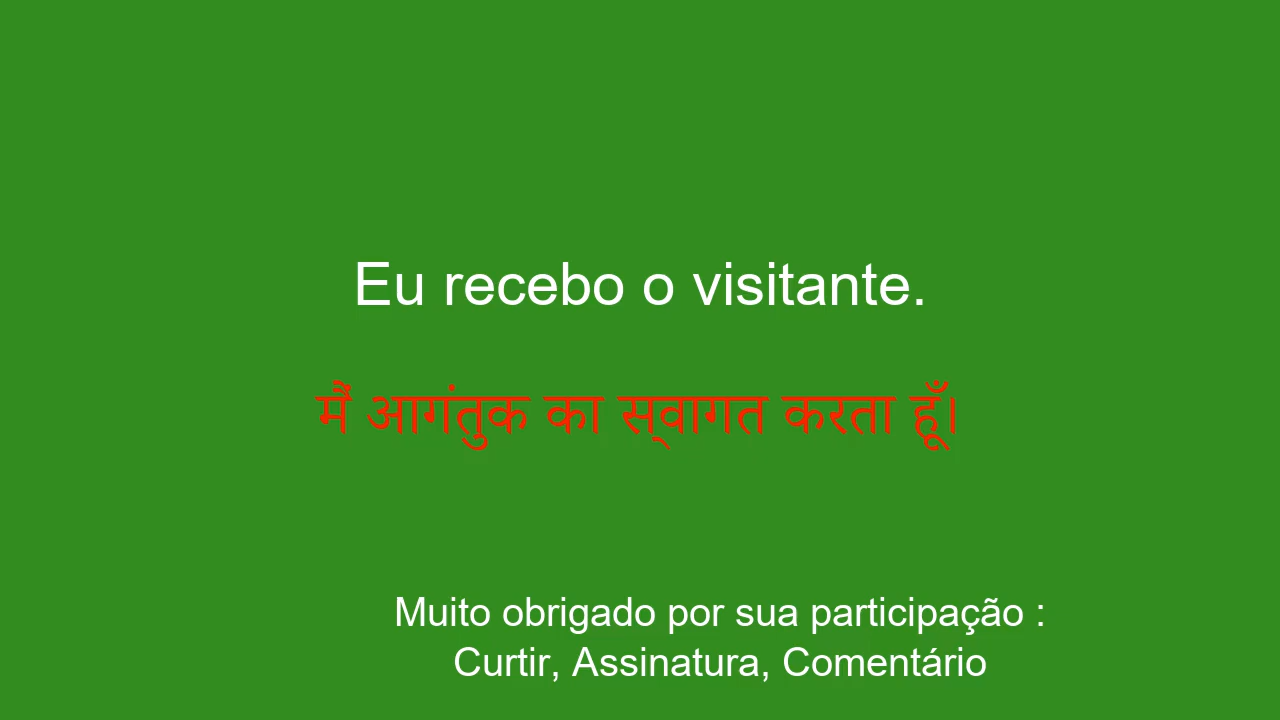 Eu recebo o visitante.
मैं आगंतुक का स्वागत करता हूँ।
Muito obrigado por sua participação :
Curtir, Assinatura, Comentário